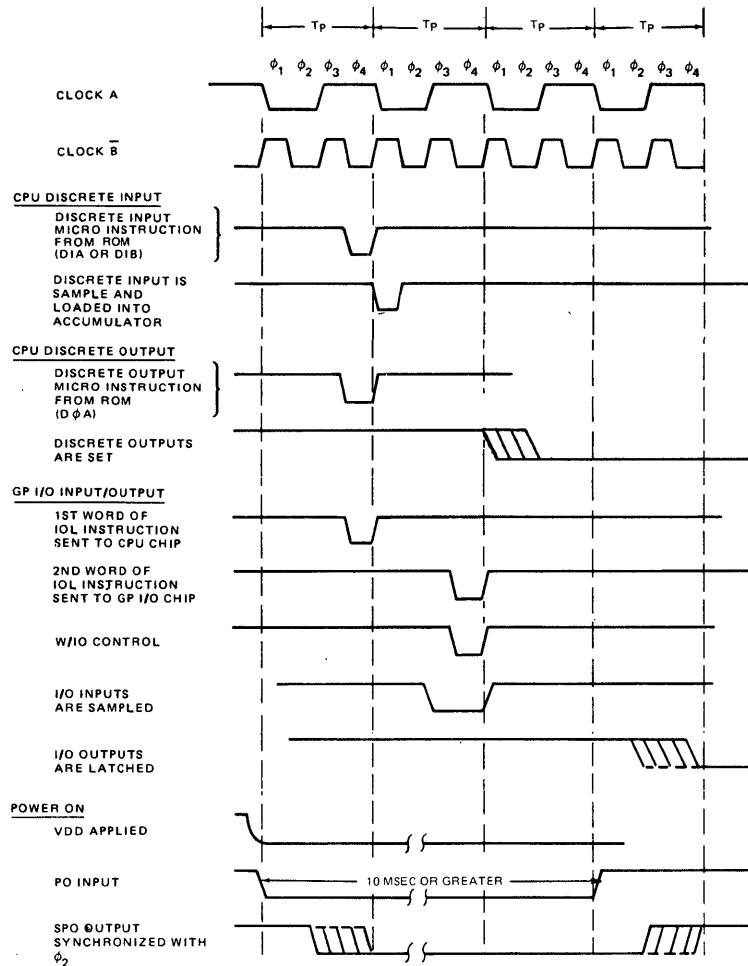 TP TP TP TP
ϕ1 ϕ2 ϕ3 ϕ4 ϕ1 ϕ2 ϕ3 ϕ4 ϕ1 ϕ2 ϕ3 ϕ4 ϕ1 ϕ2 ϕ3 ϕ4
CLOCK A
CLOCK B̅
CPU DISCRETE INPUT
DISCRETE INPUT
MICRO INSTRUCTION
FROM ROM
(DIA OR DIB)
DISCRETE INPUT IS
SAMPLE AND
LOADED INTO
ACCUMULATOR
CPU DISCRETE OUTPUT
DISCRETE OUTPUT
MICRO INSTRUCTION
FROM ROM
(DϕA)
DISCRETE OUTPUTS
ARE SET
GP I/O INPUT/OUTPUT
1ST WORD OF
IOL INSTRUCTION
SENT TO CPU CHIP
2ND WORD OF
IOL INSTRUCTION
SENT TO GP I/O CHIP
W/IO CONTROL
I/O INPUTS
ARE SAMPLED
I/O OUTPUTS
ARE LATCHED
POWER ON
VDD APPLIED
PO INPUT
10 MSEC OR GREATER
SPO OUTPUT
SYNCHRONIZED WITH
ϕ2